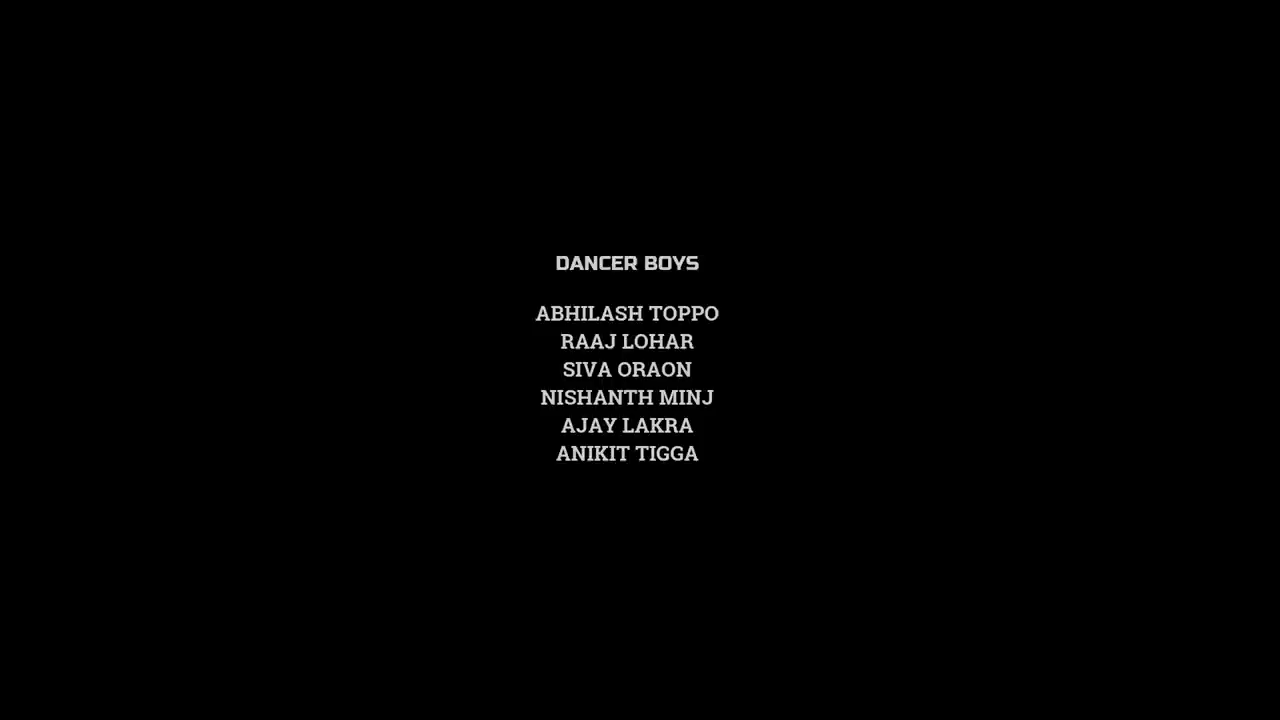 DANCER BOYS
ABHILASH TOPPO
RAAJ LOHAR
SIVA ORAON
NISHANTH MINJ
AJAY LAKRA
ANIKIT TIGGA